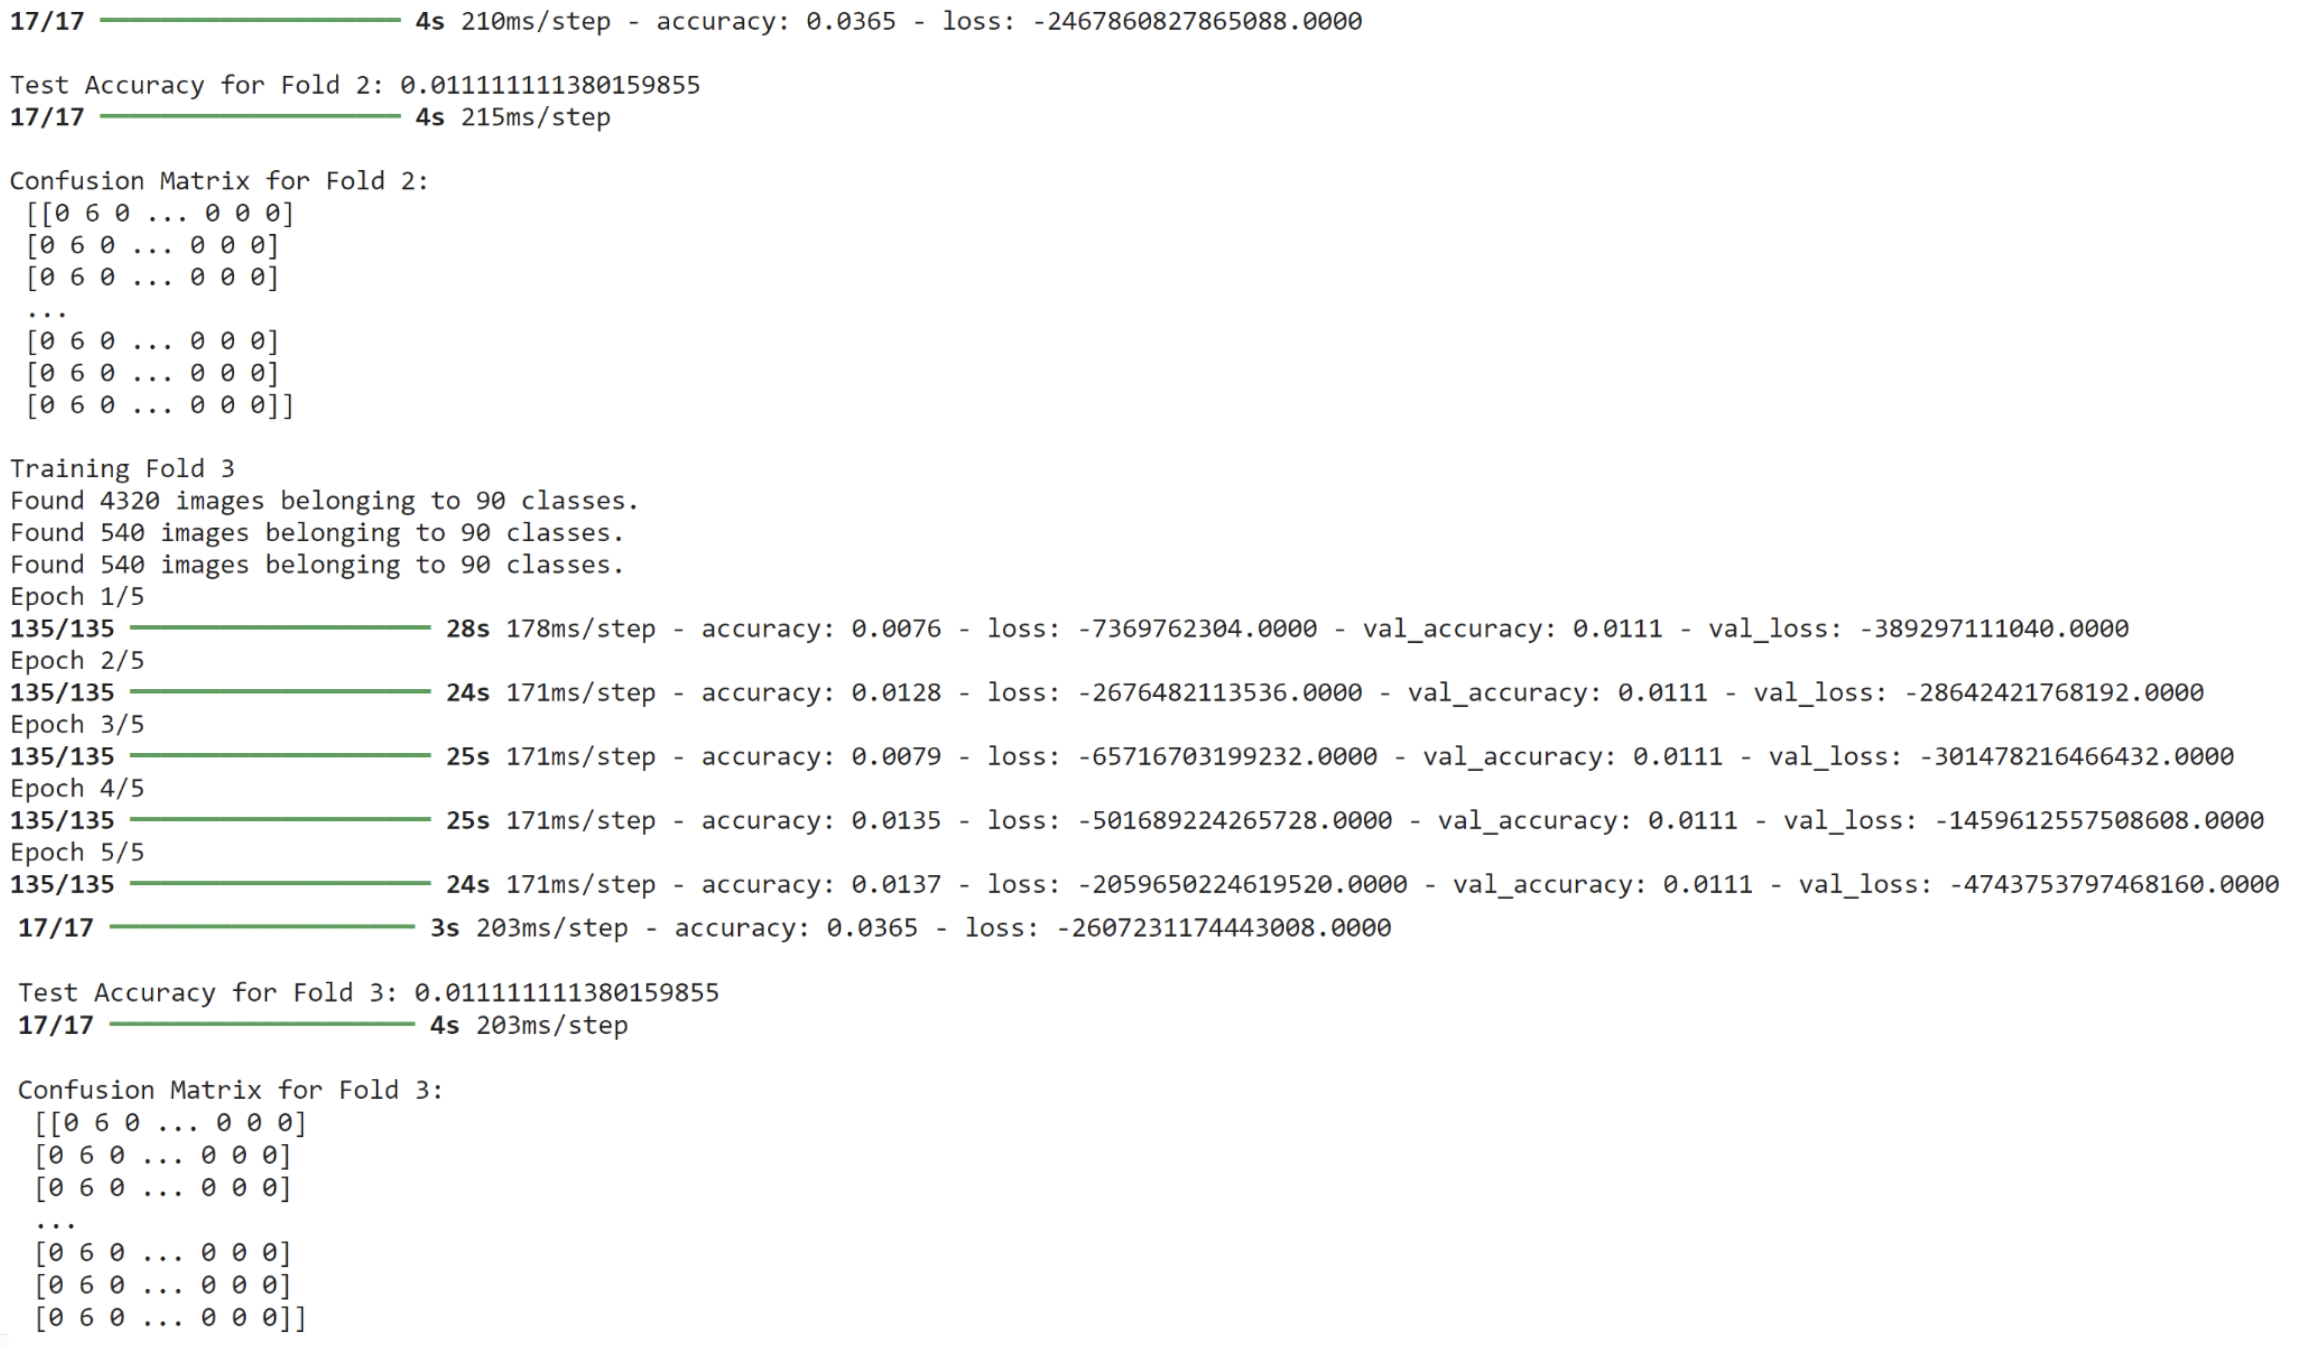 17/17 ━━━━━━━━━━━━━━━━━━━━ 4s 210ms/step - accuracy: 0.0365 - loss: -2467860827865088.0000
Test Accuracy for Fold 2: 0.011111111380159855
17/17 ━━━━━━━━━━━━━━━━━━━━ 4s 215ms/step
Confusion Matrix for Fold 2:
[[0 6 0 ... 0 0 0]
[0 6 0 ... 0 0 0]
[0 6 0 ... 0 0 0]
...
[0 6 0 ... 0 0 0]
[0 6 0 ... 0 0 0]
[0 6 0 ... 0 0 0]]
Training Fold 3
Found 4320 images belonging to 90 classes.
Found 540 images belonging to 90 classes.
Found 540 images belonging to 90 classes.
Epoch 1/5
135/135 ━━━━━━━━━━━━━━━━━━━━ 28s 178ms/step - accuracy: 0.0076 - loss: -7369762304.0000 - val_accuracy: 0.0111 - val_loss: -389297111040.0000
Epoch 2/5
135/135 ━━━━━━━━━━━━━━━━━━━━ 24s 171ms/step - accuracy: 0.0128 - loss: -2676482113536.0000 - val_accuracy: 0.0111 - val_loss: -28642421768192.0000
Epoch 3/5
135/135 ━━━━━━━━━━━━━━━━━━━━ 25s 171ms/step - accuracy: 0.0079 - loss: -65716703199232.0000 - val_accuracy: 0.0111 - val_loss: -301478216466432.0000
Epoch 4/5
135/135 ━━━━━━━━━━━━━━━━━━━━ 25s 171ms/step - accuracy: 0.0135 - loss: -501689224265728.0000 - val_accuracy: 0.0111 - val_loss: -1459612557508608.0000
Epoch 5/5
135/135 ━━━━━━━━━━━━━━━━━━━━ 24s 171ms/step - accuracy: 0.0137 - loss: -2059650224619520.0000 - val_accuracy: 0.0111 - val_loss: -4743753797468160.0000
17/17 ━━━━━━━━━━━━━━━━━━━━ 3s 203ms/step - accuracy: 0.0365 - loss: -2607231174443008.0000
Test Accuracy for Fold 3: 0.011111111380159855
17/17 ━━━━━━━━━━━━━━━━━━━━ 4s 203ms/step
Confusion Matrix for Fold 3:
[[0 6 0 ... 0 0 0]
[0 6 0 ... 0 0 0]
[0 6 0 ... 0 0 0]
...
[0 6 0 ... 0 0 0]
[0 6 0 ... 0 0 0]
[0 6 0 ... 0 0 0]]